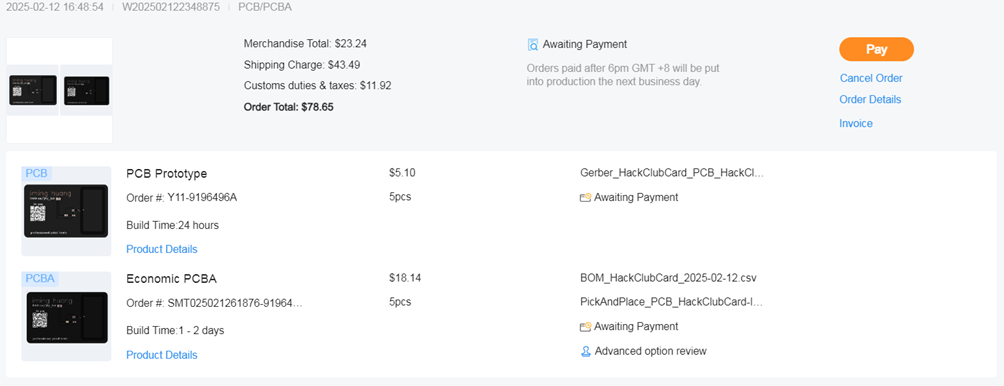 2025-02-12 16:48:54 | W202502122348875 | PCB/PCBA
Merchandise Total: $23.24
Shipping Charge: $43.49
Customs duties & taxes: $11.92
Order Total: $78.65
Awaiting Payment
Orders paid after 6pm GMT +8 will be put
into production the next business day.
Pay
Cancel Order
Order Details
Invoice
PCB
iming huang
PCB Prototype
Order #: Y11-9196496A
Build Time:24 hours
Product Details
$5.10
5pcs
Gerber_HackClubCard_PCB_HackCl...
Awaiting Payment
PCBA
iming huang
Economic PCBA
Order #: SMT025021261876-91964...
Build Time:1 - 2 days
Product Details
$18.14
5pcs
BOM_HackClubCard_2025-02-12.csv
PickAndPlace_PCB_HackClubCard-I...
Awaiting Payment
Advanced option review